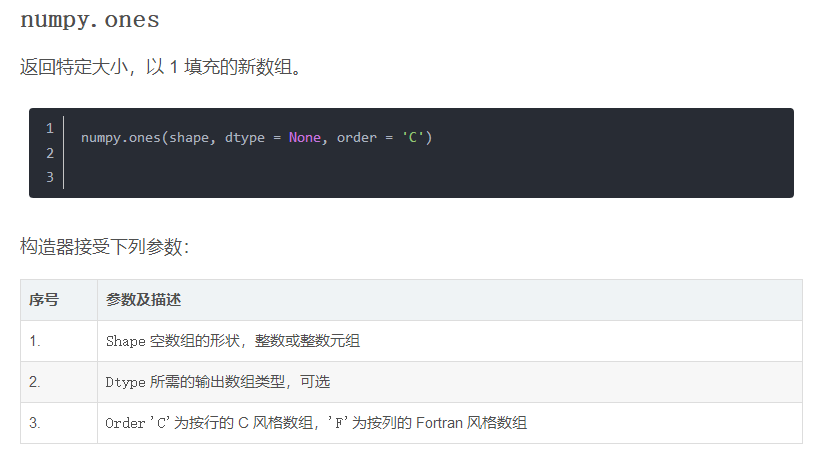 numpy.ones
返回特定大小，以 1 填充的新数组。
1 numpy.ones(shape, dtype = None, order = 'C')
2
3
构造器接受下列参数：
序号 参数及描述
1. Shape 空数组的形状，整数或整数元组
2. Dtype 所需的输出数组类型，可选
3. Order 'C'为按行的 C 风格数组，'F'为按列的 Fortran 风格数组